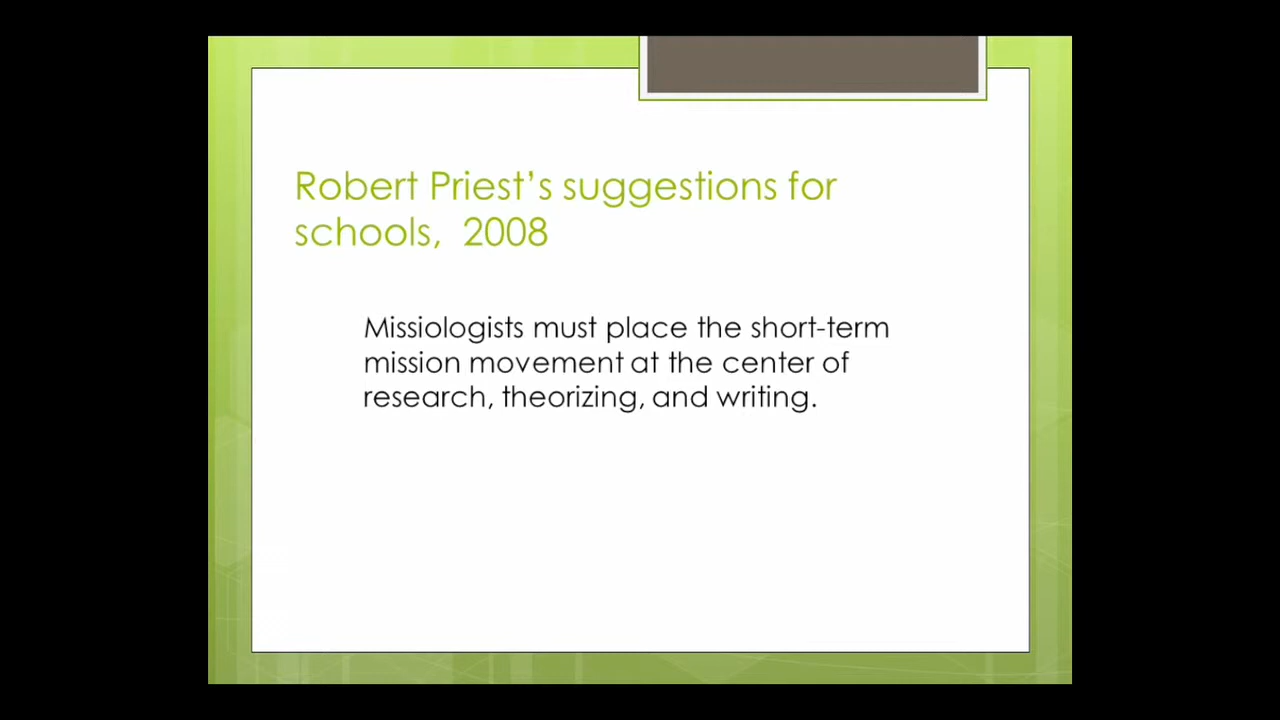 Robert Priest’s suggestions for
schools,  2008
Missiologists must place the short-term
mission movement at the center of
research, theorizing, and writing.